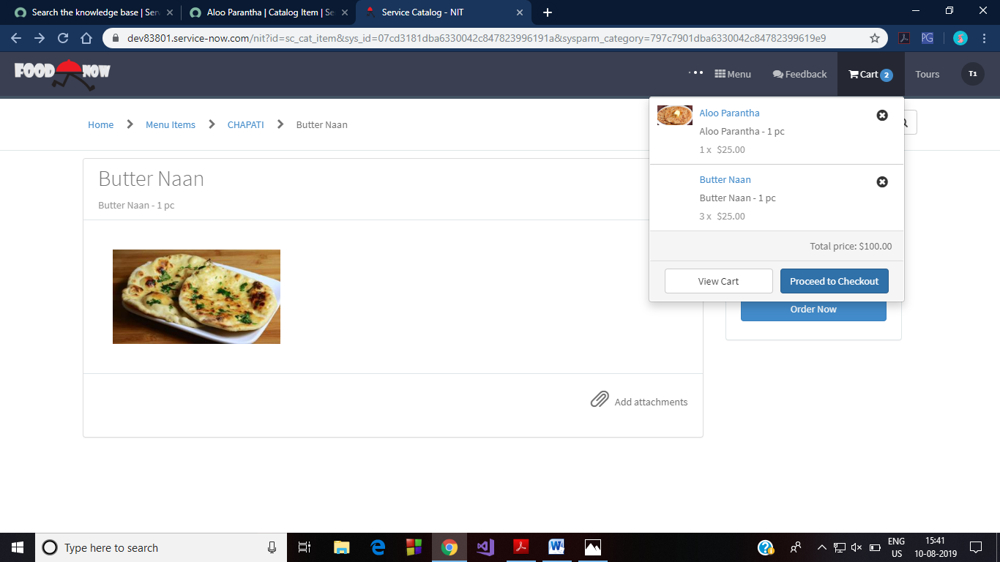 Search the knowledge base | Ser
Aloo Parantha | Catalog Item | Se
Service Catalog - NIT
dev83801.service-now.com/nit?id=sc_cat_item&sys_id=07cd3181dba6330042c847823996191a&sysparm_category=797c7901dba6330042c84782399619e9
PG
FOOD NOW
Menu
Feedback
Cart 2
Tours
T1
Home > Menu Items > CHAPATI > Butter Naan
Aloo Parantha
Aloo Parantha - 1 pc
1 x $25.00
Butter Naan
Butter Naan - 1 pc
3 x $25.00
Total price: $100.00
View Cart
Proceed to Checkout
Order Now
Butter Naan
Butter Naan - 1 pc
Add attachments
Type here to search
ENG
US
15:41
10-08-2019